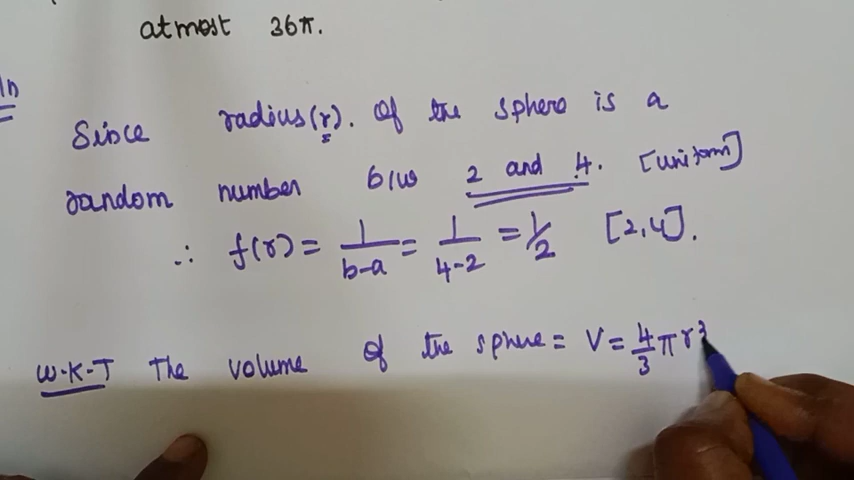 atmost 36π.
ln
Since radius(r). Of the sphere is a
random number b/w 2 and 4. [uniform]
∴ f(r) = 1/(b-a) = 1/(4-2) = 1/2 [2,4].
W.K.T The volume of the sphere = V = 4/3 πr³